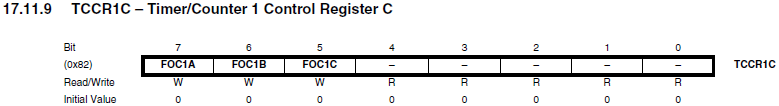 17.11.9 TCCR1C – Timer/Counter 1 Control Register C
Bit 7 6 5 4 3 2 1 0
(0x82) FOC1A FOC1B FOC1C – – – – – TCCR1C
Read/Write W W W R R R R R
Initial Value 0 0 0 0 0 0 0 0